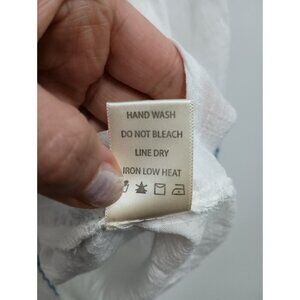 HAND WASH
DO NOT BLEACH
LINE DRY
IRON LOW HEAT